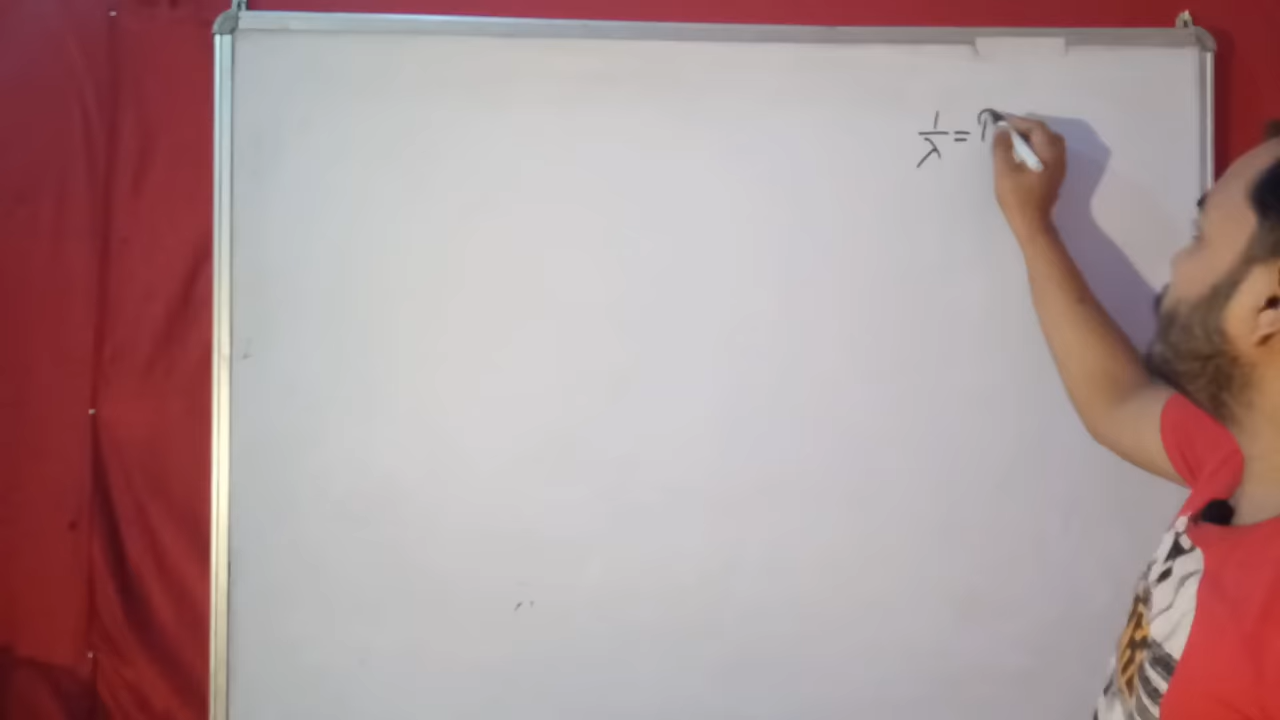 1/λ = R